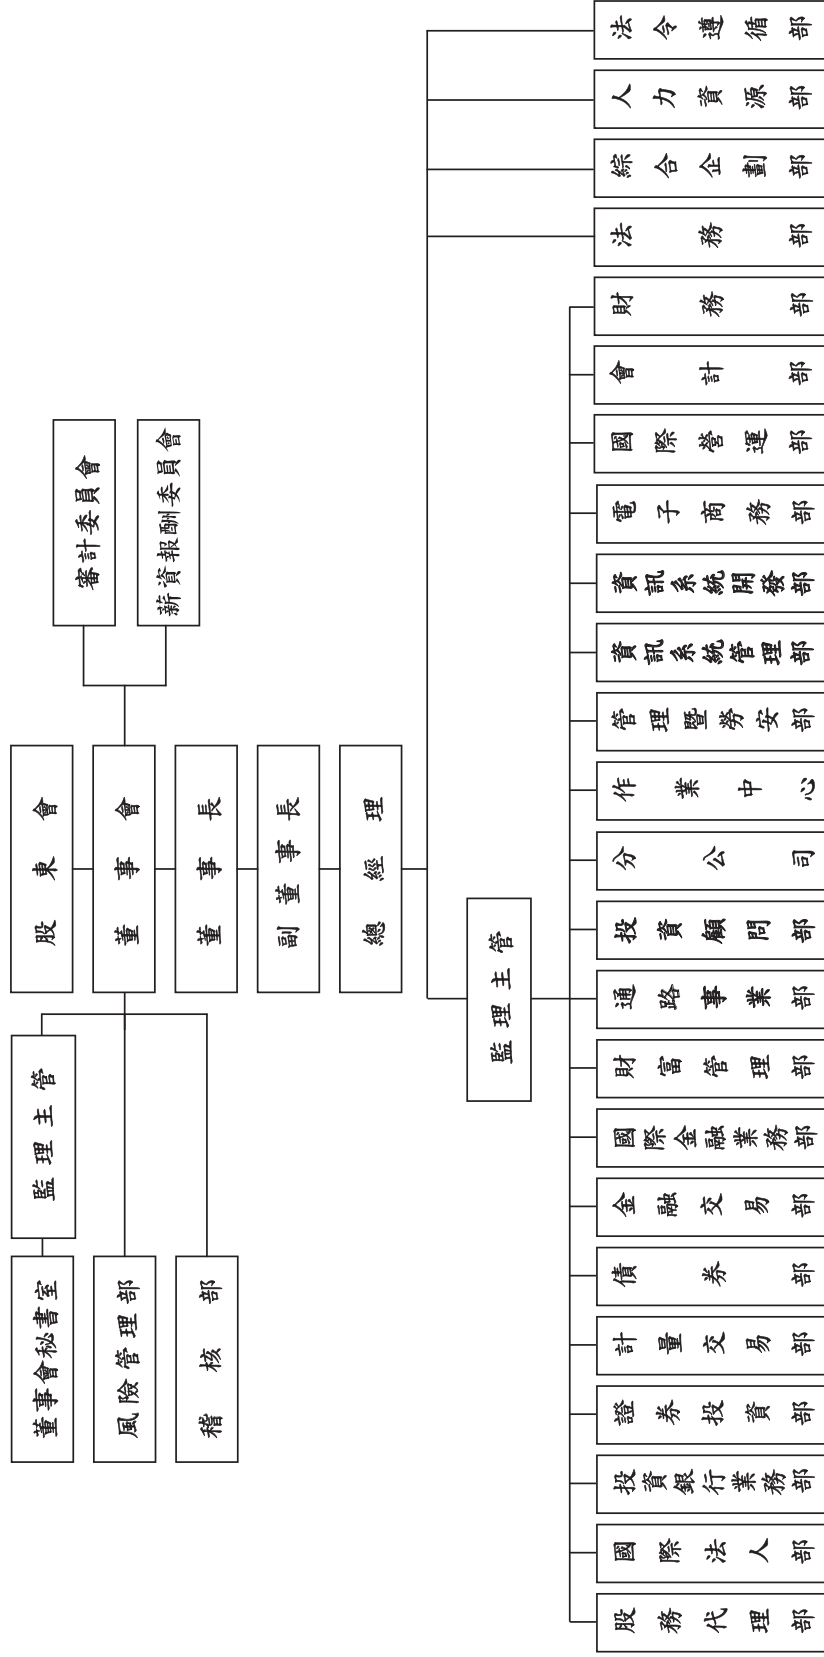 股東會
董事會
審計委員會
薪資報酬委員會
董事長
副董事長
總經理
監理主管
董事會秘書室
風險管理部
稽核部
監理主管
股務代理部
國際法人部
投資銀行業務部
證券投資部
計量交易部
債券部
金融交易部
國際金融業務部
財富管理部
通路事業部
投資顧問部
分公司
作業中心
管理暨勞安部
資訊系統管理部
資訊系統開發部
電子商務部
國際營運部
會計部
財務部
法務部
綜合企劃部
人力資源部
法令遵循部